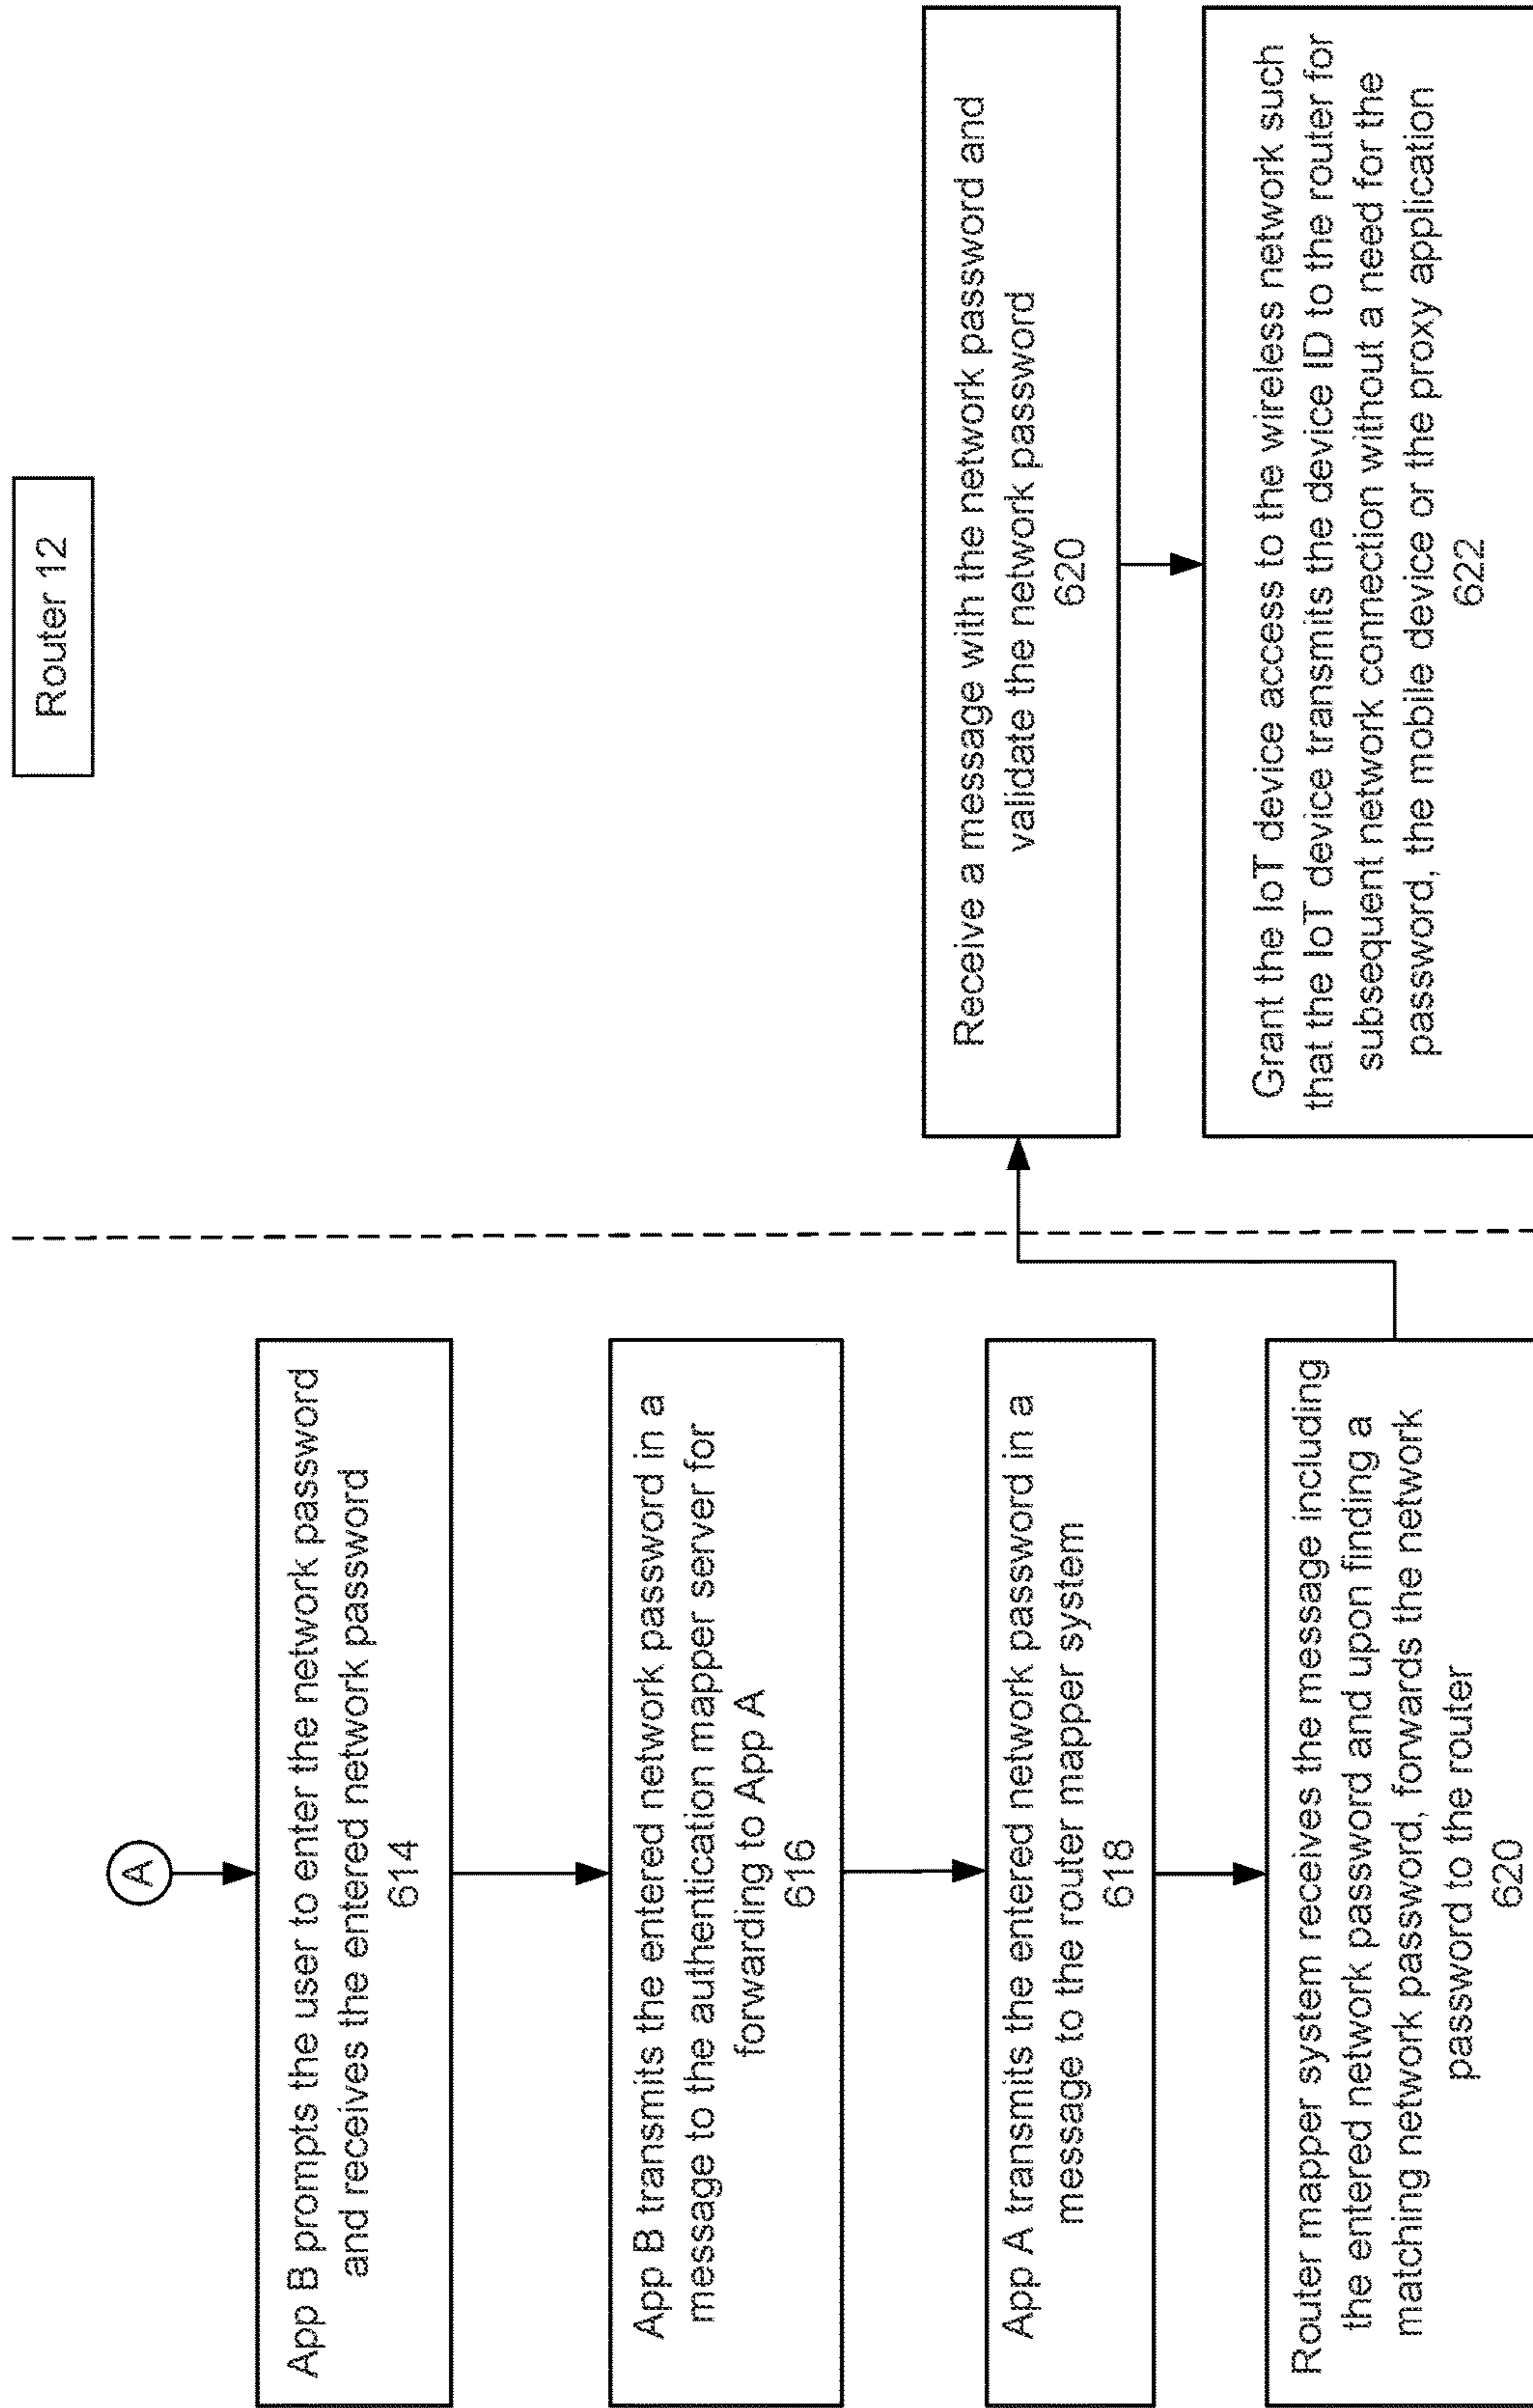 Router 12
A
App B prompts the user to enter the network password
and receives the entered network password
614
App B transmits the entered network password in a
message to the authentication mapper server for
forwarding to App A
616
App A transmits the entered network password in a
message to the router mapper system
618
Router mapper system receives the message including
the entered network password and upon finding a
matching network password, forwards the network
password to the router
620
Receive a message with the network password and
validate the network password
620
Grant the IoT device access to the wireless network such
that the IoT device transmits the device ID to the router for
subsequent network connection without a need for the
password, the mobile device or the proxy application
622